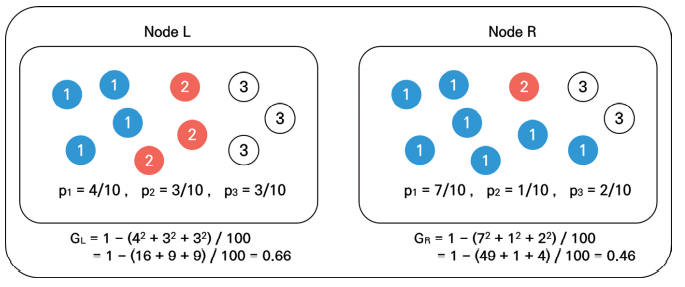 Node L
1 1 2 3
1 2 3
1 2 3
p₁ = 4/10 , p₂ = 3/10 , p₃ = 3/10
G_L = 1 − (4² + 3² + 3²) / 100
= 1 − (16 + 9 + 9) / 100 = 0.66
Node R
1 1 2 3
1 1 3
1 1 1
p₁ = 7/10 , p₂ = 1/10 , p₃ = 2/10
G_R = 1 − (7² + 1² + 2²) / 100
= 1 − (49 + 1 + 4) / 100 = 0.46